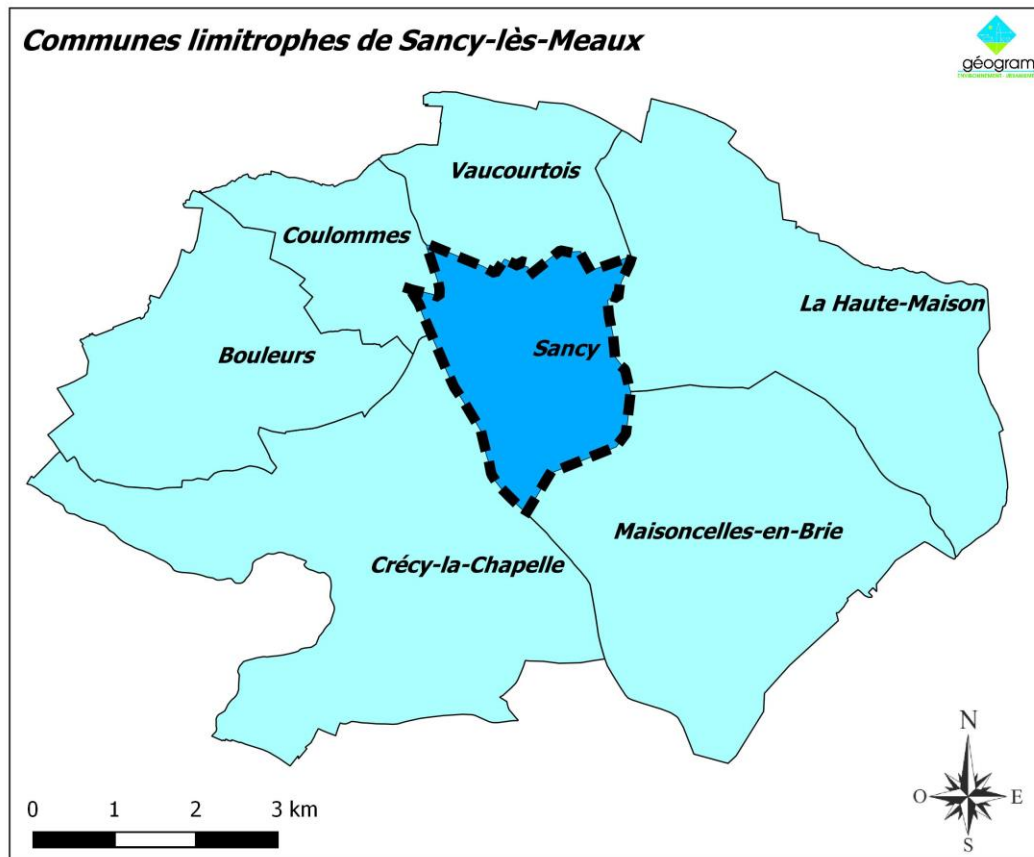 Communes limitrophes de Sancy-lès-Meaux
géogram
Vaucourtois
Coulommes
La Haute-Maison
Sancy
Bouleurs
Maisoncelles-en-Brie
Crécy-la-Chapelle
N
O
E
S
0 1 2 3 km